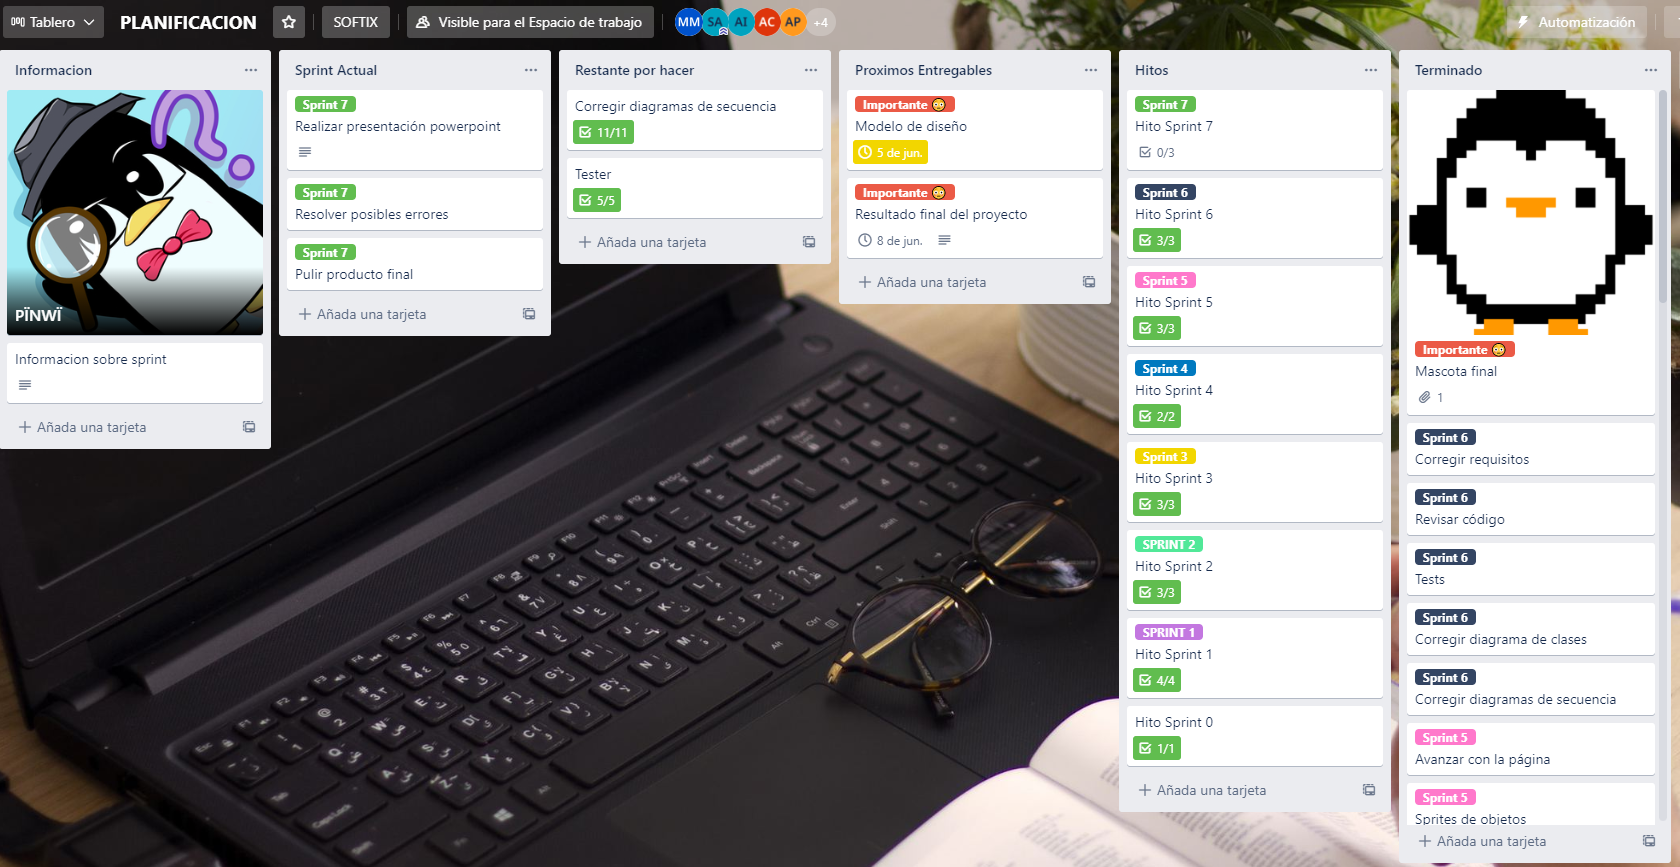 Tablero
PLANIFICACION
SOFTIX
Visible para el Espacio de trabajo
MM
SA
AI
AC
AP
+4
Automatización
Informacion
PÏNWÏ
Informacion sobre sprint
Añada una tarjeta
Sprint Actual
Sprint 7
Realizar presentación powerpoint
Sprint 7
Resolver posibles errores
Sprint 7
Pulir producto final
Añada una tarjeta
Restante por hacer
Corregir diagramas de secuencia
11/11
Tester
5/5
Añada una tarjeta
Proximos Entregables
Importante 😳
Modelo de diseño
5 de jun.
Importante 😳
Resultado final del proyecto
8 de jun.
Añada una tarjeta
Hitos
Sprint 7
Hito Sprint 7
0/3
Sprint 6
Hito Sprint 6
3/3
Sprint 5
Hito Sprint 5
3/3
Sprint 4
Hito Sprint 4
2/2
Sprint 3
Hito Sprint 3
3/3
SPRINT 2
Hito Sprint 2
3/3
SPRINT 1
Hito Sprint 1
4/4
Hito Sprint 0
1/1
Añada una tarjeta
Terminado
Importante 😳
Mascota final
1
Sprint 6
Corregir requisitos
Sprint 6
Revisar código
Sprint 6
Tests
Sprint 6
Corregir diagrama de clases
Sprint 6
Corregir diagramas de secuencia
Sprint 5
Avanzar con la página
Sprint 5
Sprites de objetos
Añada una tarjeta